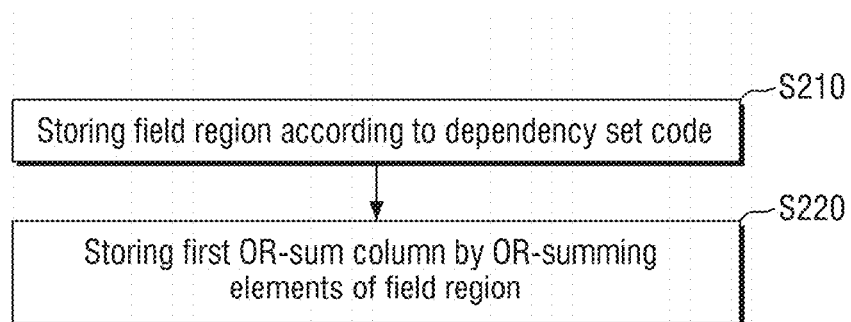 S210
Storing field region according to dependency set code
S220
Storing first OR-sum column by OR-summing
elements of field region